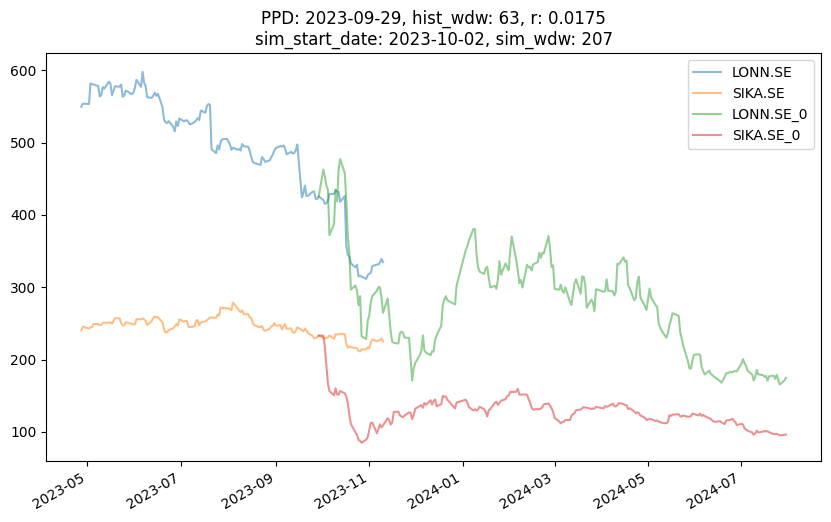 PPD: 2023-09-29, hist_wdw: 63, r: 0.0175
sim_start_date: 2023-10-02, sim_wdw: 207
LONN.SE
SIKA.SE
LONN.SE_0
SIKA.SE_0
600
500
400
300
200
100
2023-05
2023-07
2023-09
2023-11
2024-01
2024-03
2024-05
2024-07